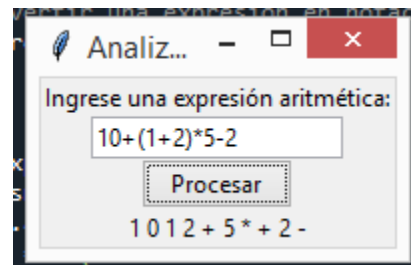 Analiz...
Ingrese una expresión aritmética:
10+(1+2)*5-2
Procesar
1 0 1 2 + 5 * + 2 -